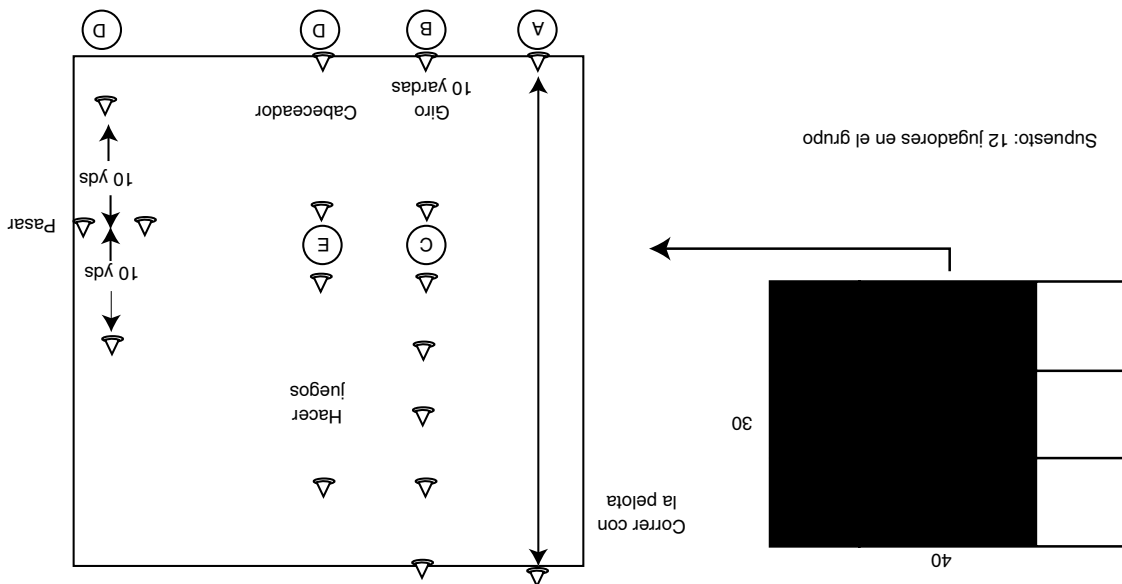 40
30
Supuesto: 12 jugadores en el grupo
Correr con
la pelota
Hacer
juegos
C
E
10 yds
Pasar
10 yds
Giro
10 yardas
Cabeceador
A
B
D
D